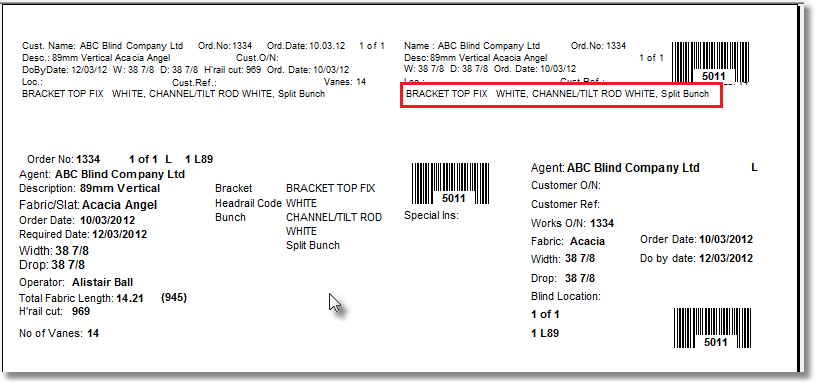 Cust. Name: ABC Blind Company Ltd Ord.No:1334 Ord.Date:10.03.12 1 of 1
Desc.: 89mm Vertical Acacia Angel Cust.O/N:
DoByDate: 12/03/12 W: 38 7/8 D: 38 7/8 H'rail cut: 969 Ord. Date: 10/03/12
Loc.: Cust.Ref.: Vanes: 14
BRACKET TOP FIX WHITE, CHANNEL/TILT ROD WHITE, Split Bunch
Name : ABC Blind Company Ltd Ord.No: 1334
Desc:89mm Vertical Acacia Angel 1 of 1
W: 38 7/8 D: 38 7/8 Ord. Date: 10/03/12
5011
Loc.: Cust.Ref.: 14
BRACKET TOP FIX WHITE, CHANNEL/TILT ROD WHITE, Split Bunch
Order No: 1334 1 of 1 L 1 L89
Agent: ABC Blind Company Ltd
Description: 89mm Vertical
Fabric/Slat: Acacia Angel
Order Date: 10/03/2012
Required Date: 12/03/2012
Width: 38 7/8
Drop: 38 7/8
Operator: Alistair Ball
Total Fabric Length: 14.21 (945)
H'rail cut: 969
No of Vanes: 14
Bracket BRACKET TOP FIX
Headrail Code WHITE
Bunch CHANNEL/TILT ROD
WHITE
Split Bunch
5011
Special Ins:
Agent: ABC Blind Company Ltd L
Customer O/N:
Customer Ref:
Works O/N: 1334
Fabric: Acacia Order Date: 10/03/2012
Width: 38 7/8 Do by date: 12/03/2012
Drop: 38 7/8
Blind Location:
1 of 1
1 L89
5011